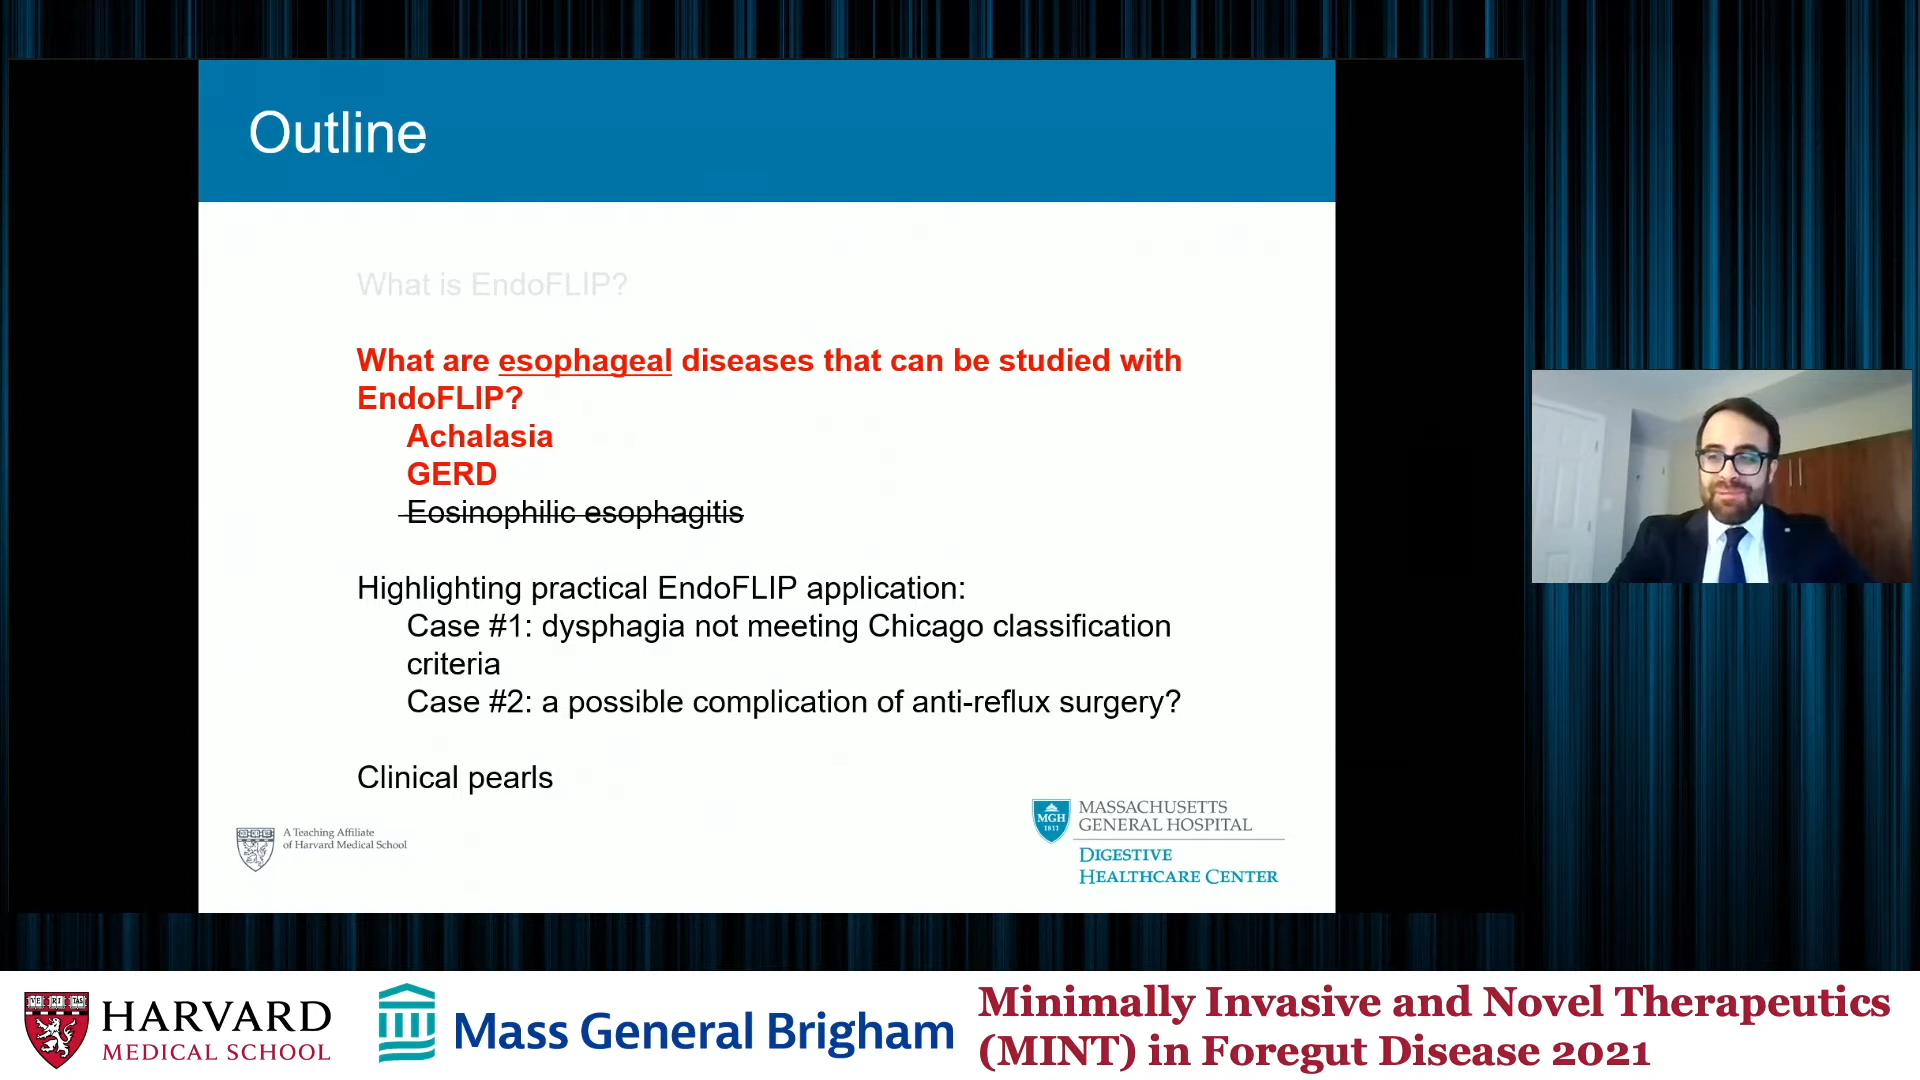 Outline
What is EndoFLIP?
What are esophageal diseases that can be studied with
EndoFLIP?
Achalasia
GERD
Eosinophilic esophagitis
Highlighting practical EndoFLIP application:
Case #1: dysphagia not meeting Chicago classification
criteria
Case #2: a possible complication of anti-reflux surgery?
Clinical pearls
A Teaching Affiliate
of Harvard Medical School
MGH
1811
MASSACHUSETTS
GENERAL HOSPITAL
DIGESTIVE
HEALTHCARE CENTER
VE RI TAS
HARVARD
MEDICAL SCHOOL
Mass General Brigham
Minimally Invasive and Novel Therapeutics
(MINT) in Foregut Disease 2021